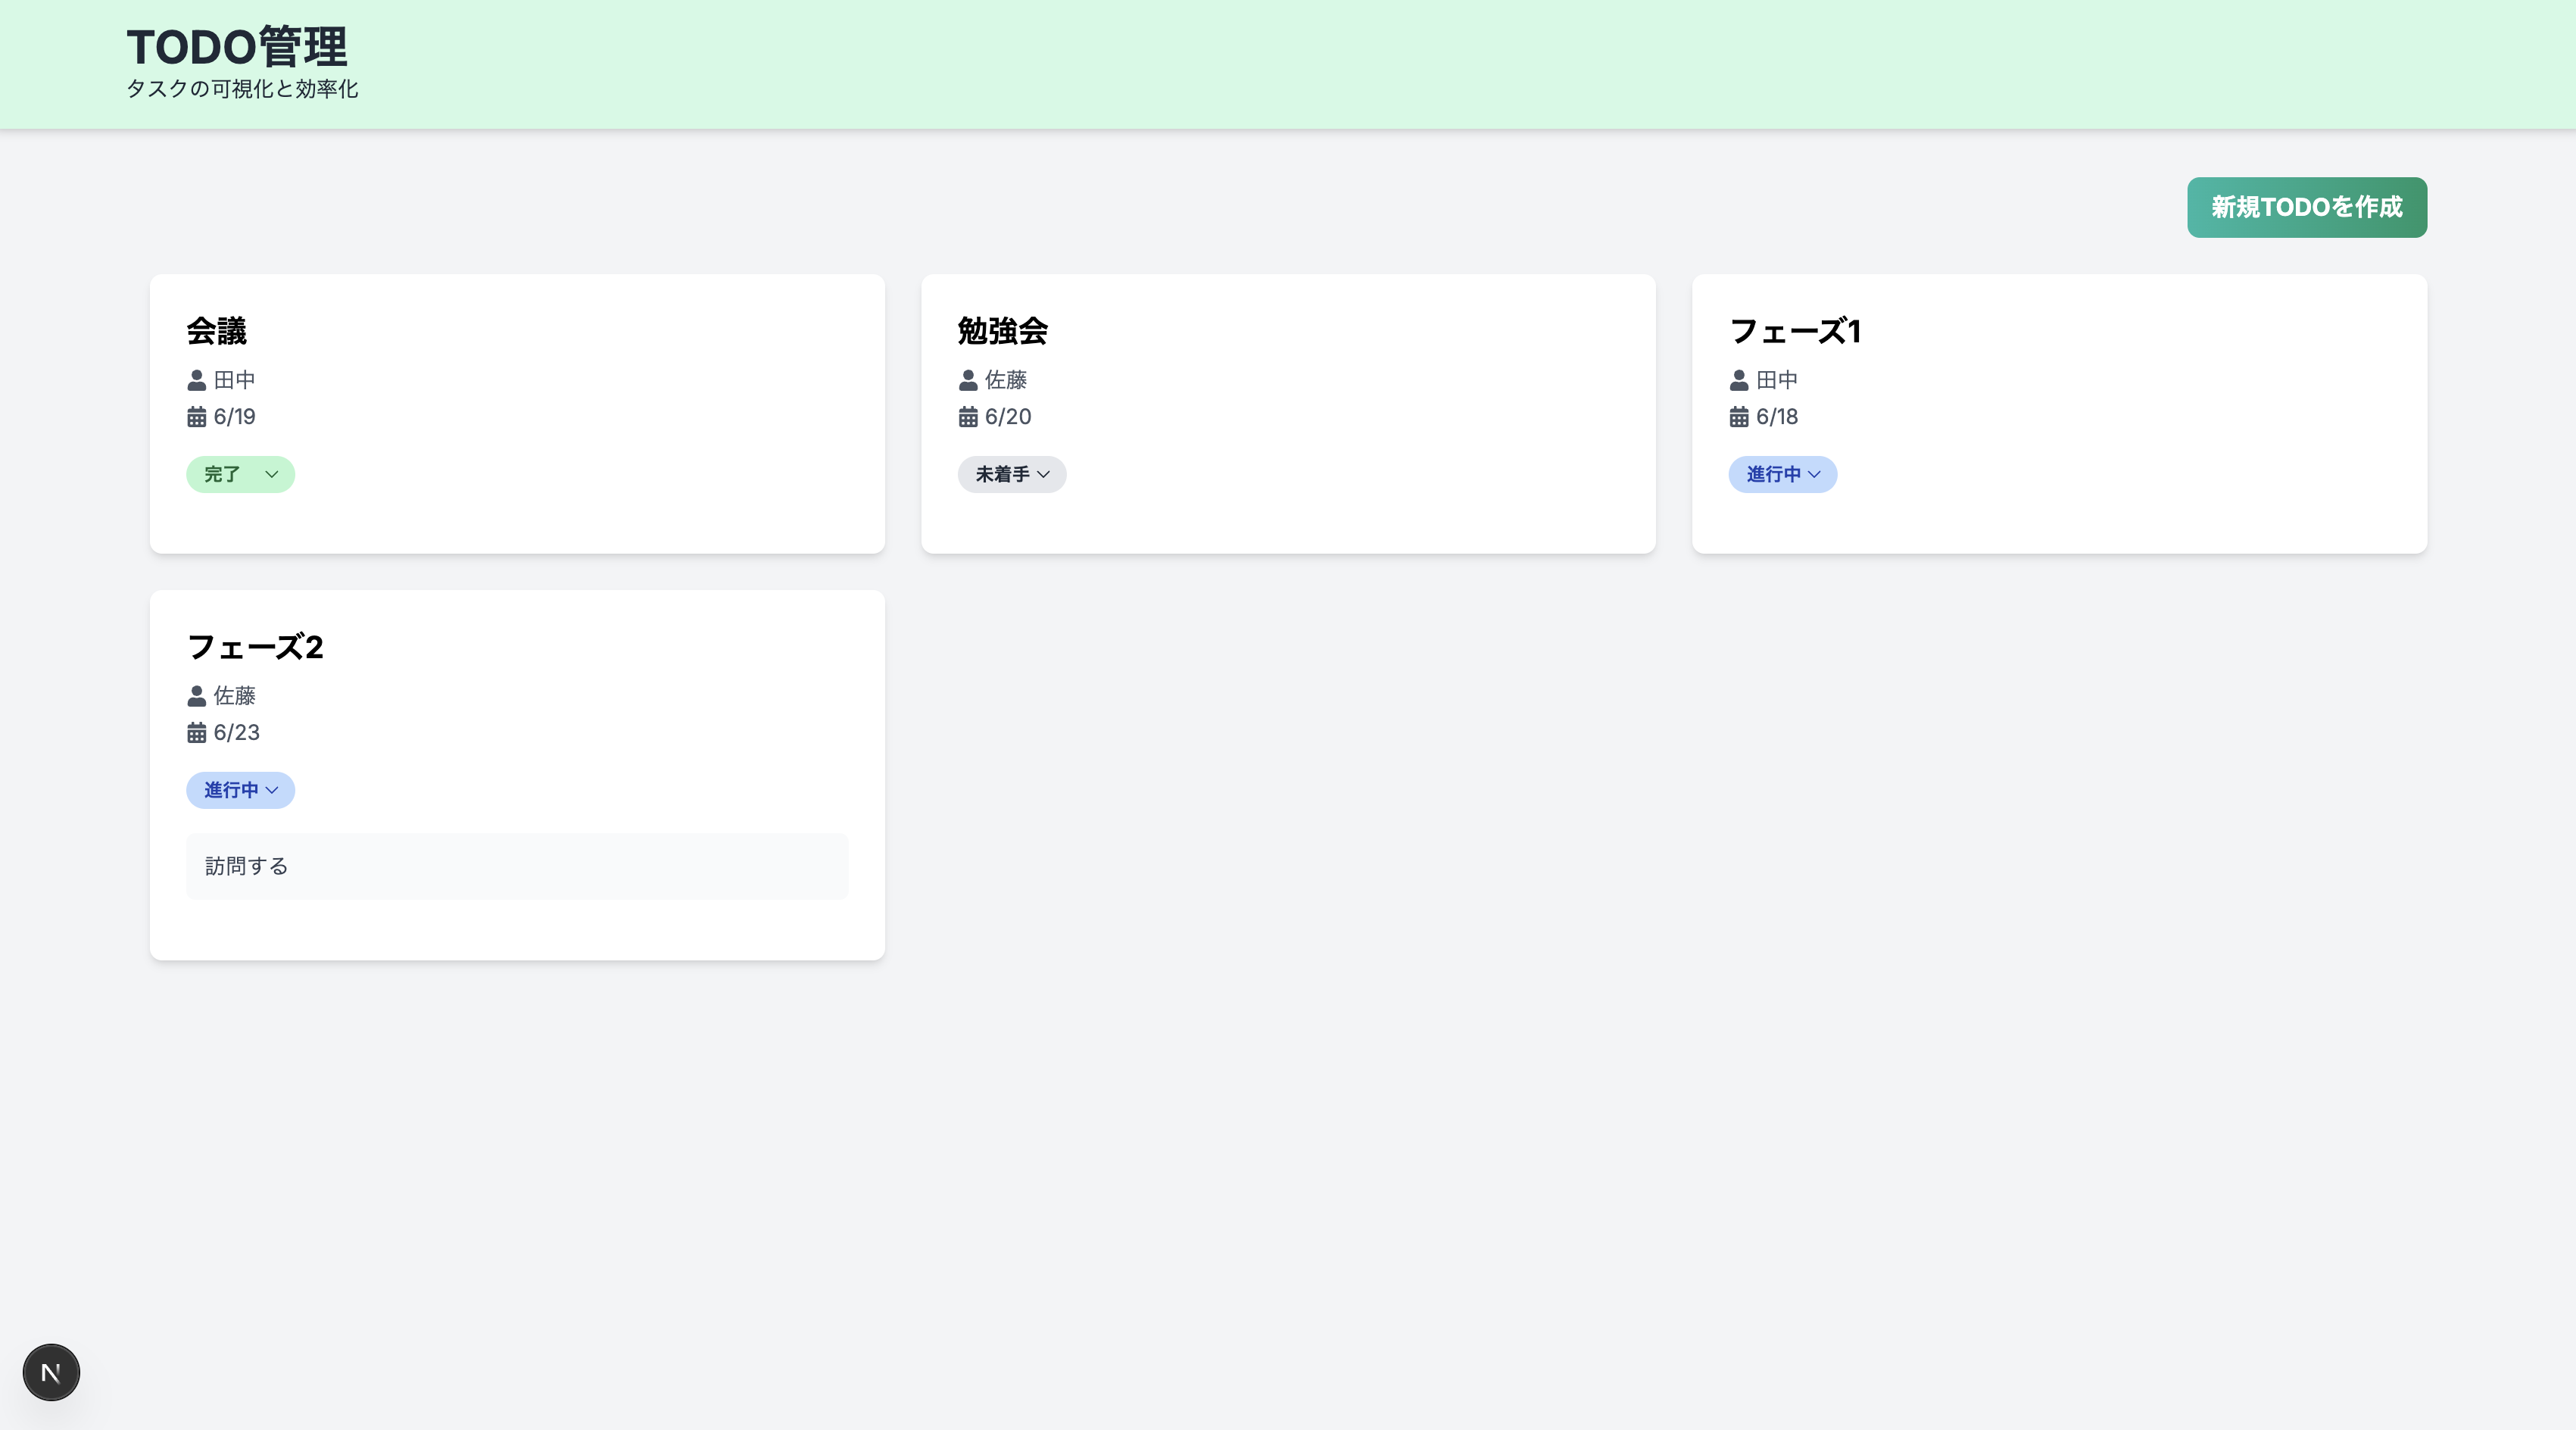 TODO管理
タスクの可視化と効率化
新規TODOを作成
会議
田中
6/19
完了
勉強会
佐藤
6/20
未着手
フェーズ1
田中
6/18
進行中
フェーズ2
佐藤
6/23
進行中
訪問する
N